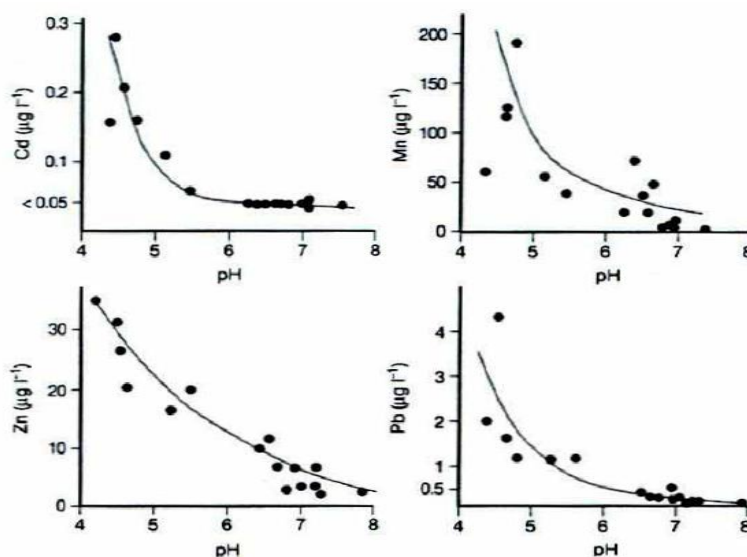 Cd (µg l⁻¹)
0.3
0.2
0.1
< 0.05
4 5 6 7 8
pH
Mn (µg l⁻¹)
200
150
100
50
0
4 5 6 7 8
pH
Zn (µg l⁻¹)
30
20
10
0
4 5 6 7 8
pH
Pb (µg l⁻¹)
4
3
2
1
0.5
4 5 6 7 8
pH